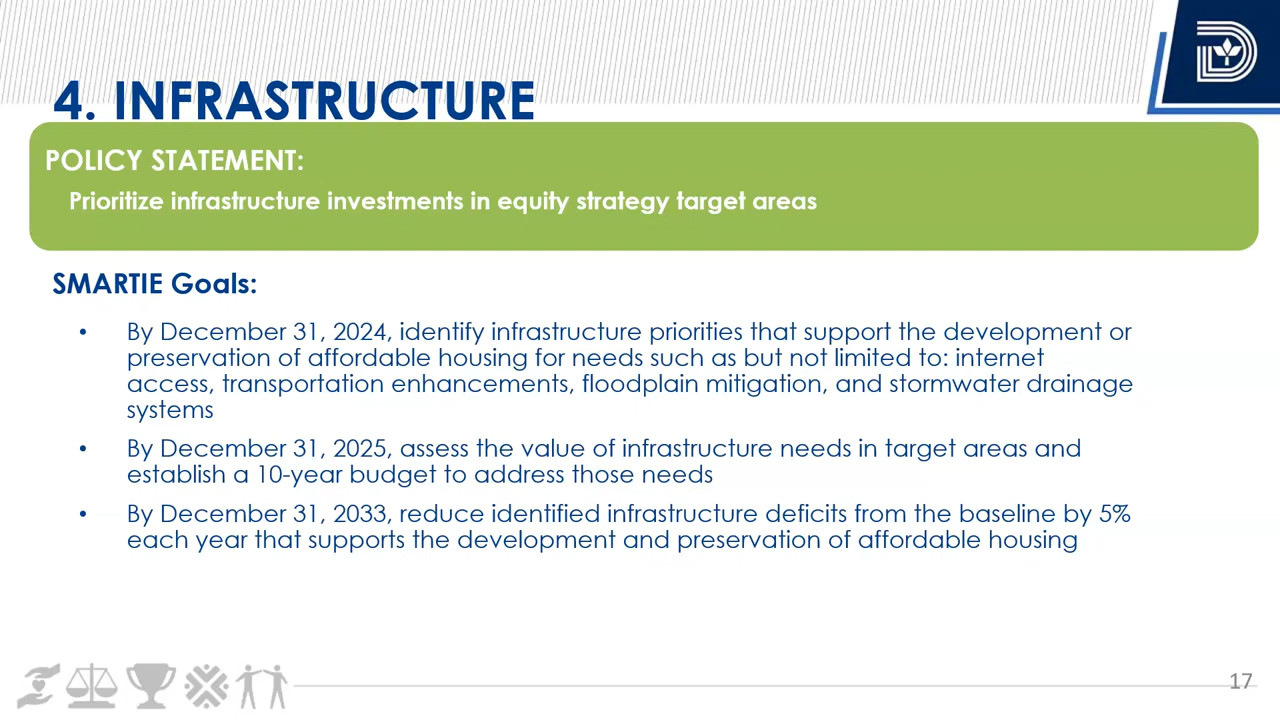 4. INFRASTRUCTURE
POLICY STATEMENT:
Prioritize infrastructure investments in equity strategy target areas
SMARTIE Goals:
• By December 31, 2024, identify infrastructure priorities that support the development or
preservation of affordable housing for needs such as but not limited to: internet
access, transportation enhancements, floodplain mitigation, and stormwater drainage
systems
• By December 31, 2025, assess the value of infrastructure needs in target areas and
establish a 10-year budget to address those needs
• By December 31, 2033, reduce identified infrastructure deficits from the baseline by 5%
each year that supports the development and preservation of affordable housing
17